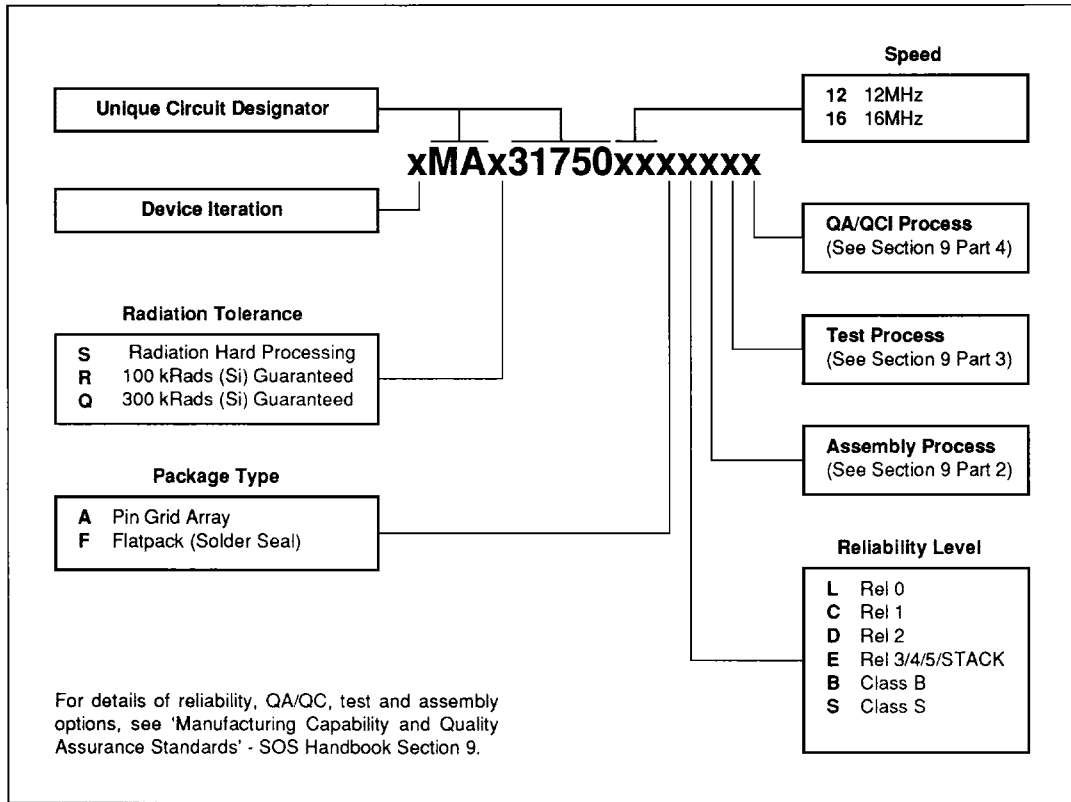 Speed
12 12MHz
16 16MHz
Unique Circuit Designator
xMAx31750xxxxxxx
Device Iteration
QA/QCI Process
(See Section 9 Part 4)
Radiation Tolerance
S Radiation Hard Processing
R 100 kRads (Si) Guaranteed
Q 300 kRads (Si) Guaranteed
Test Process
(See Section 9 Part 3)
Assembly Process
(See Section 9 Part 2)
Package Type
A Pin Grid Array
F Flatpack (Solder Seal)
Reliability Level
L Rel 0
C Rel 1
D Rel 2
E Rel 3/4/5/STACK
B Class B
S Class S
For details of reliability, QA/QC, test and assembly
options, see 'Manufacturing Capability and Quality
Assurance Standards' - SOS Handbook Section 9.